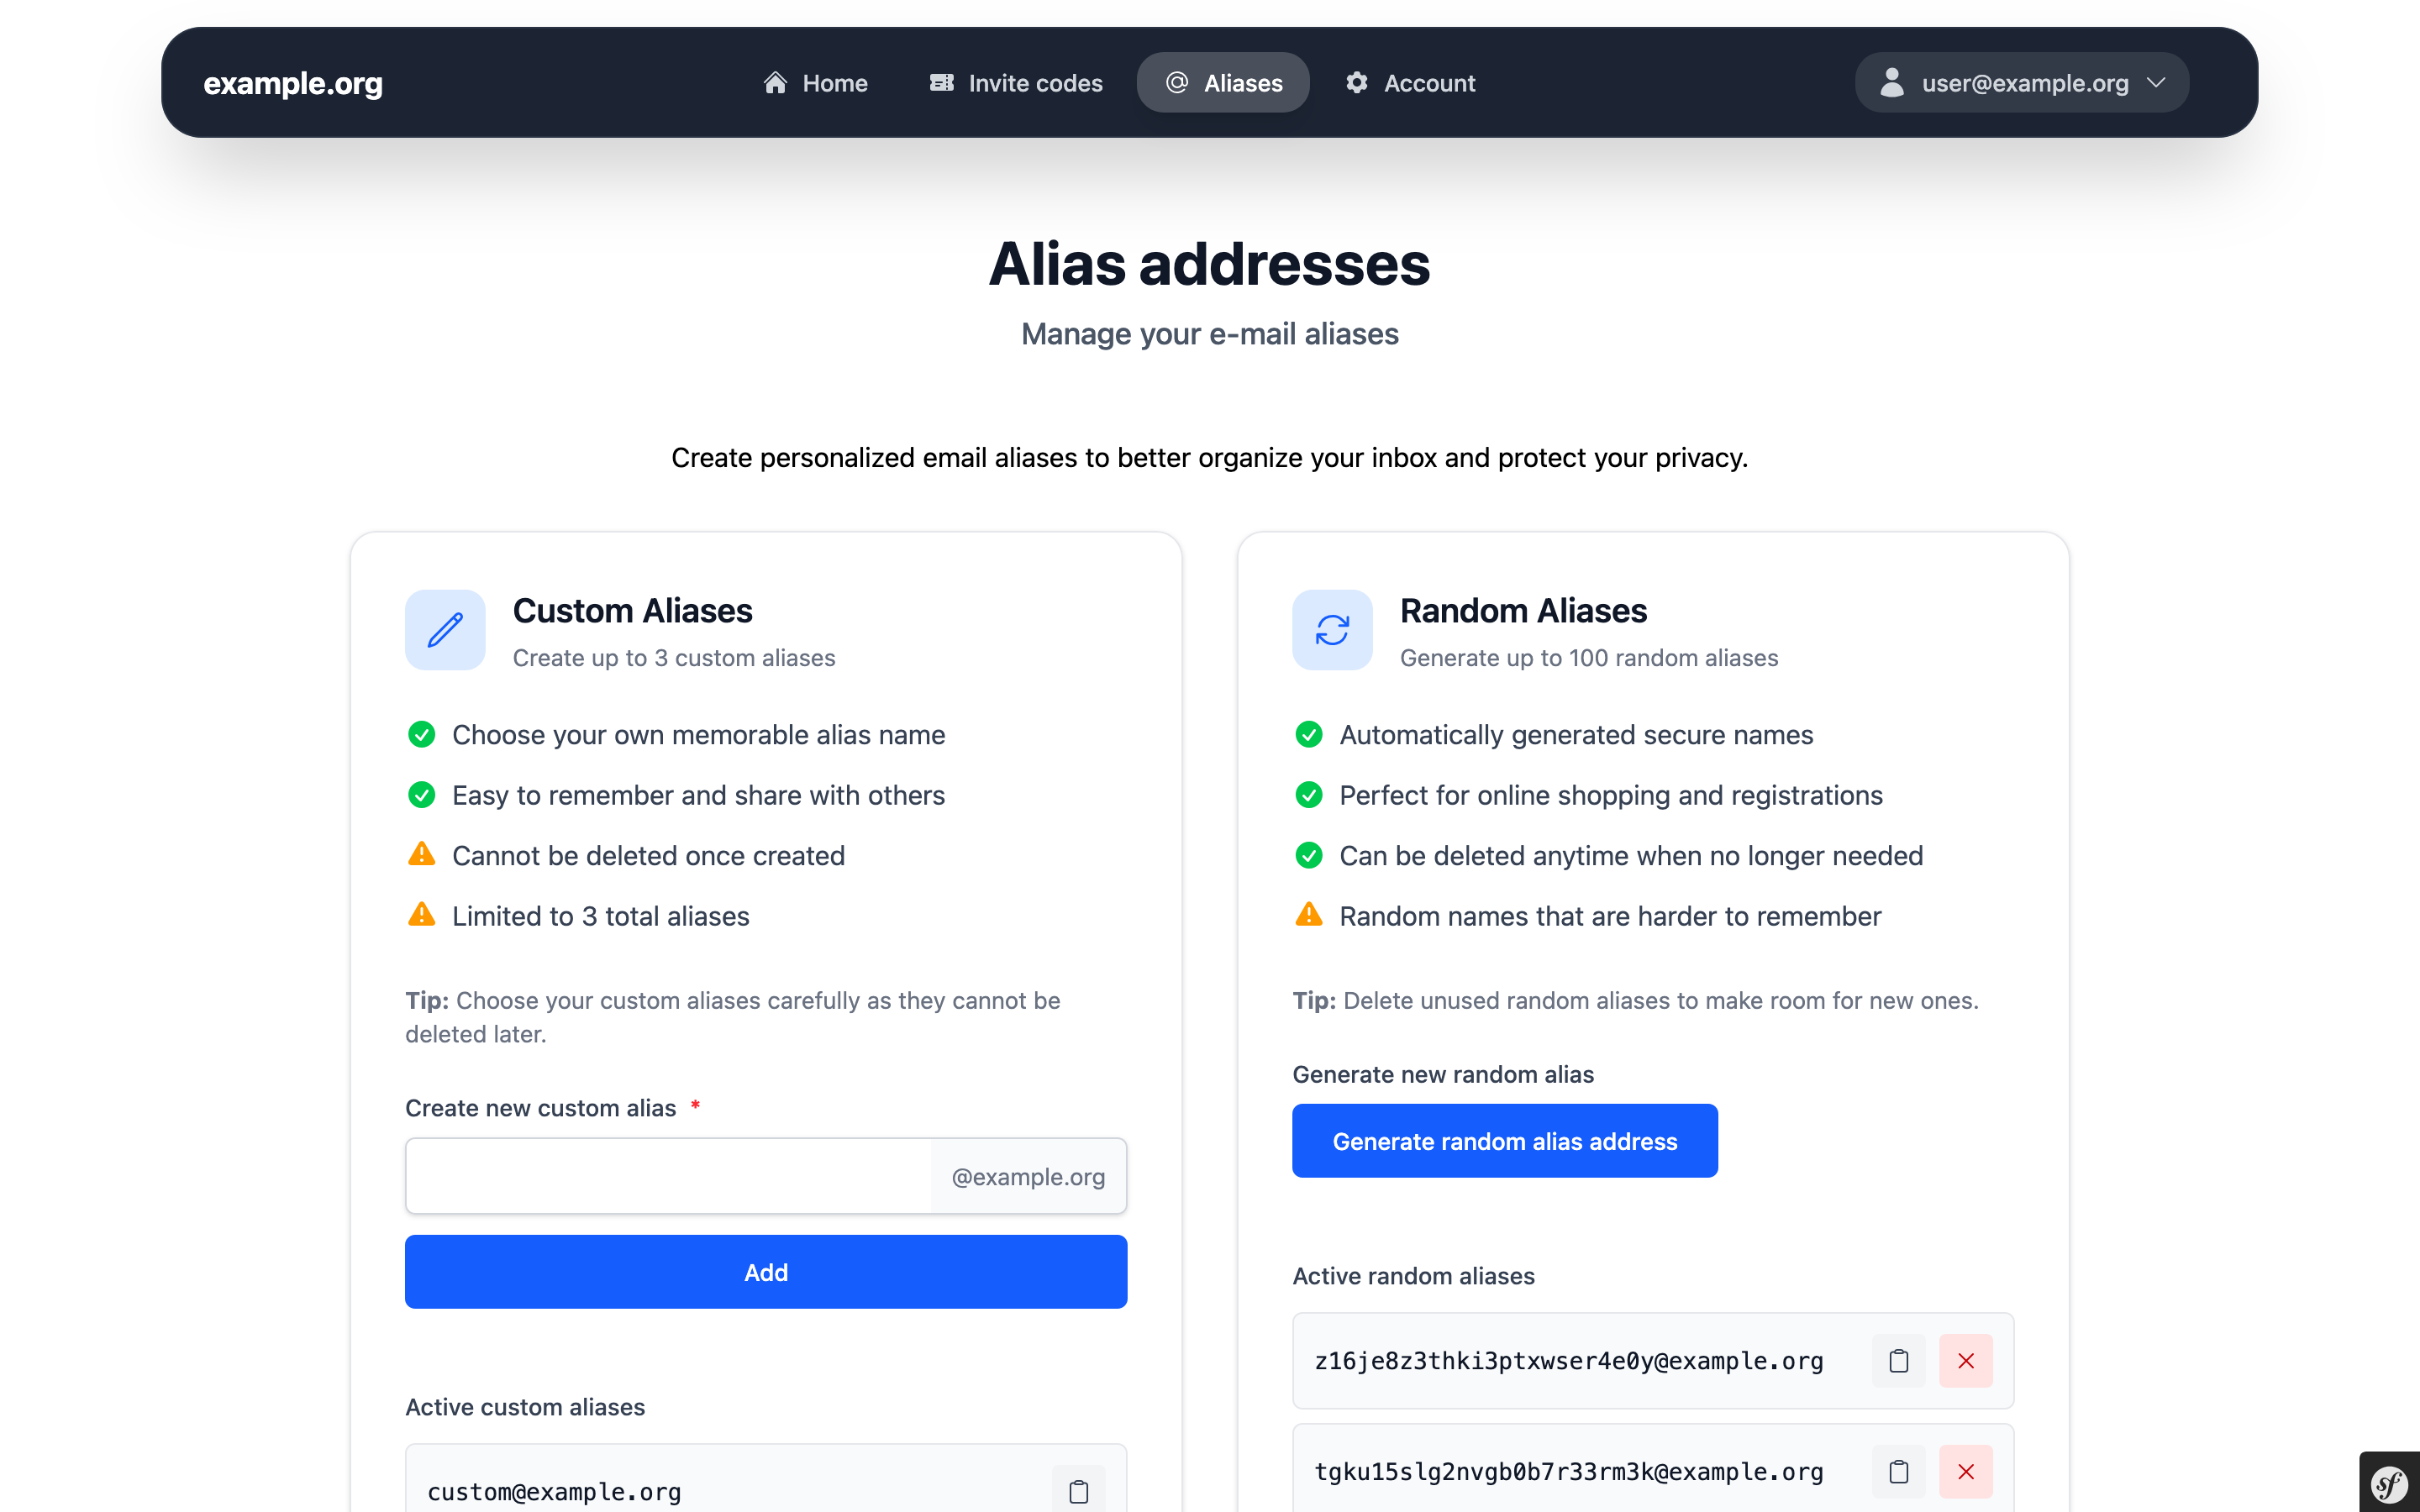 example.org
Home
Invite codes
Aliases
Account
user@example.org
Alias addresses
Manage your e-mail aliases
Create personalized email aliases to better organize your inbox and protect your privacy.
Custom Aliases
Create up to 3 custom aliases
Choose your own memorable alias name
Easy to remember and share with others
Cannot be deleted once created
Limited to 3 total aliases
Tip: Choose your custom aliases carefully as they cannot be
deleted later.
Create new custom alias *
@example.org
Add
Active custom aliases
custom@example.org
Random Aliases
Generate up to 100 random aliases
Automatically generated secure names
Perfect for online shopping and registrations
Can be deleted anytime when no longer needed
Random names that are harder to remember
Tip: Delete unused random aliases to make room for new ones.
Generate new random alias
Generate random alias address
Active random aliases
z16je8z3thki3ptxwser4e0y@example.org
tgku15slg2nvgb0b7r33rm3k@example.org
sf